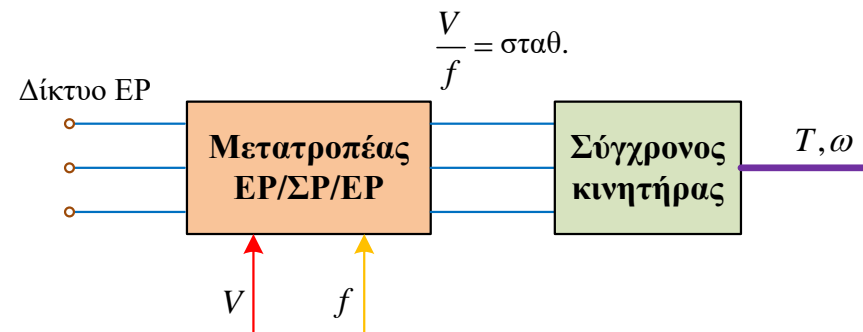 V
f = σταθ.
Δίκτυο ΕΡ
Μετατροπέας
ΕΡ/ΣΡ/ΕΡ
Σύγχρονος
κινητήρας
T, ω
V
f